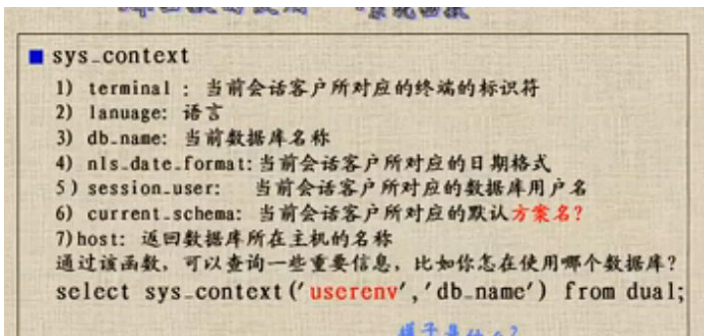 sys_context
1) terminal : 当前会话客户所对应的终端的标识符
2) lanuage: 语言
3) db_name: 当前数据库名称
4) nls_date_format:当前会话客户所对应的日期格式
5) session_user: 当前会话客户所对应的数据库用户名
6) current_schema: 当前会话客户所对应的默认方案名?
7)host: 返回数据库所在主机的名称
通过该函数, 可以查询一些重要信息, 比如你怎在使用哪个数据库?
select sys_context('userenv','db_name') from dual;